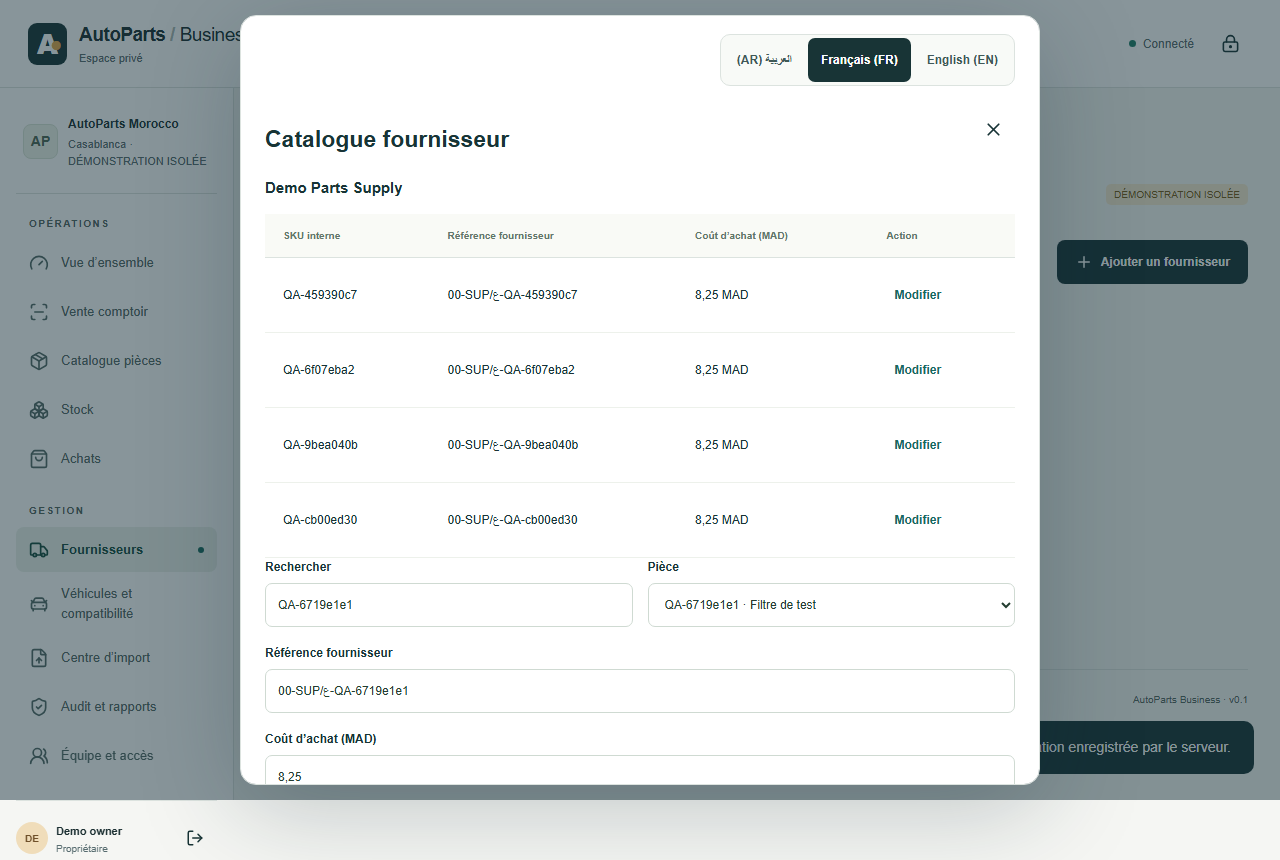 AutoParts / Busines
Espace privé
Connecté
AP
AutoParts Morocco
Casablanca ·
DÉMONSTRATION ISOLÉE
OPÉRATIONS
Vue d'ensemble
Vente comptoir
Catalogue pièces
Stock
Achats
GESTION
Fournisseurs
Véhicules et
compatibilité
Centre d'import
Audit et rapports
Équipe et accès
DE
Demo owner
Propriétaire
العربية (AR)
Français (FR)
English (EN)
Catalogue fournisseur
Demo Parts Supply
SKU interne Référence fournisseur Coût d'achat (MAD) Action
QA-459390c7 00-SUP/ع-QA-459390c7 8,25 MAD Modifier
QA-6f07eba2 00-SUP/ع-QA-6f07eba2 8,25 MAD Modifier
QA-9bea040b 00-SUP/ع-QA-9bea040b 8,25 MAD Modifier
QA-cb00ed30 00-SUP/ع-QA-cb00ed30 8,25 MAD Modifier
Rechercher Pièce
QA-6719e1e1 QA-6719e1e1 · Filtre de test
Référence fournisseur
00-SUP/ع-QA-6719e1e1
Coût d'achat (MAD)
8,25
DÉMONSTRATION ISOLÉE
Ajouter un fournisseur
AutoParts Business · v0.1
enregistrée par le serveur.